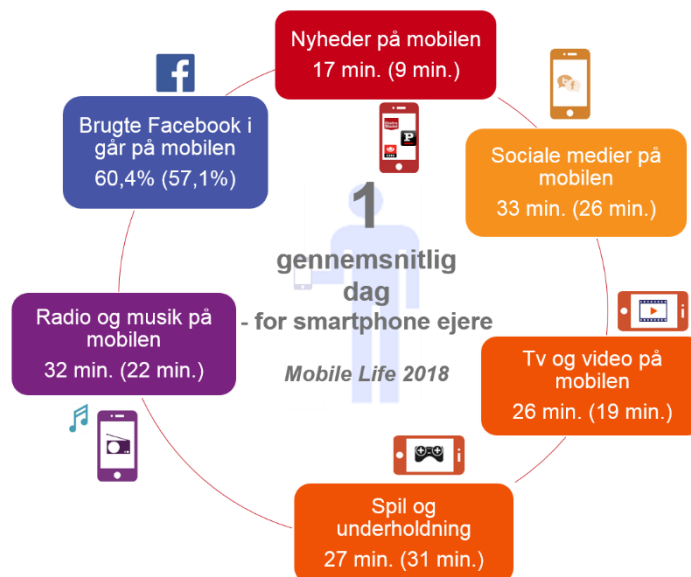 Nyheder på mobilen
17 min. (9 min.)
Brugte Facebook i
går på mobilen
60,4% (57,1%)
Sociale medier på
mobilen
33 min. (26 min.)
1
gennemsnitlig
dag
- for smartphone ejere
Mobile Life 2018
Radio og musik på
mobilen
32 min. (22 min.)
Tv og video på
mobilen
26 min. (19 min.)
Spil og
underholdning
27 min. (31 min.)